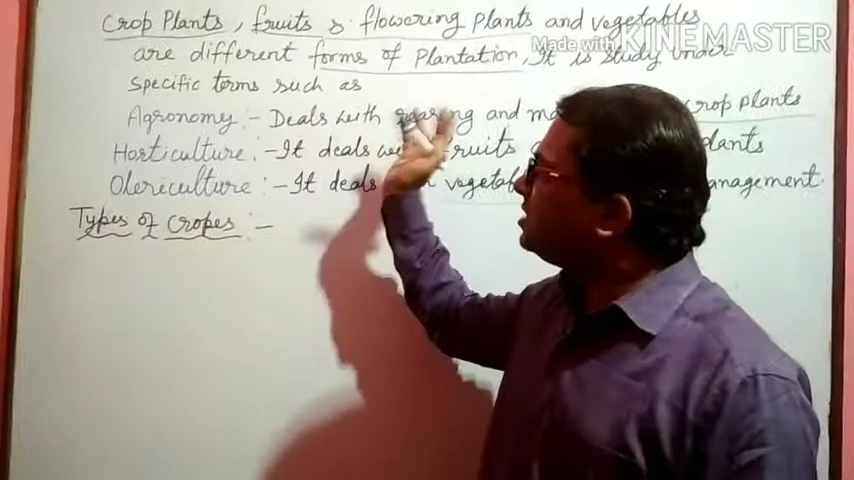 Crop Plants, fruits & flowering plants and vegetables
are different forms of Plantation, It is study under
Made with KINEMASTER
specific terms such as
Agronomy :- Deals with and crop plants
Horticulture :- It deals fruits plants
Olericulture :- It deals management.
Types of Cropes :-